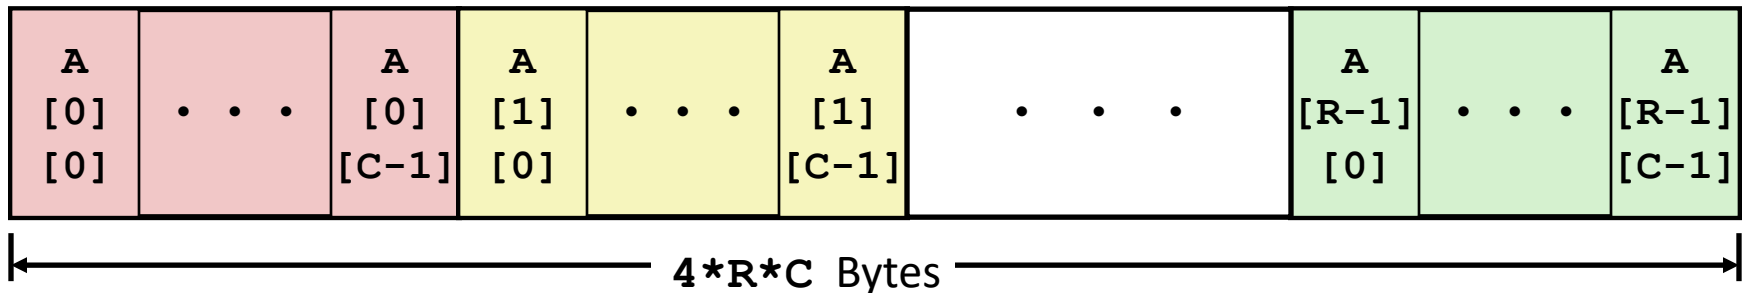 A A A A A A
[0] · · · [0] [1] · · · [1] · · · [R-1] · · · [R-1]
[0] [C-1] [0] [C-1] [0] [C-1]
4*R*C Bytes